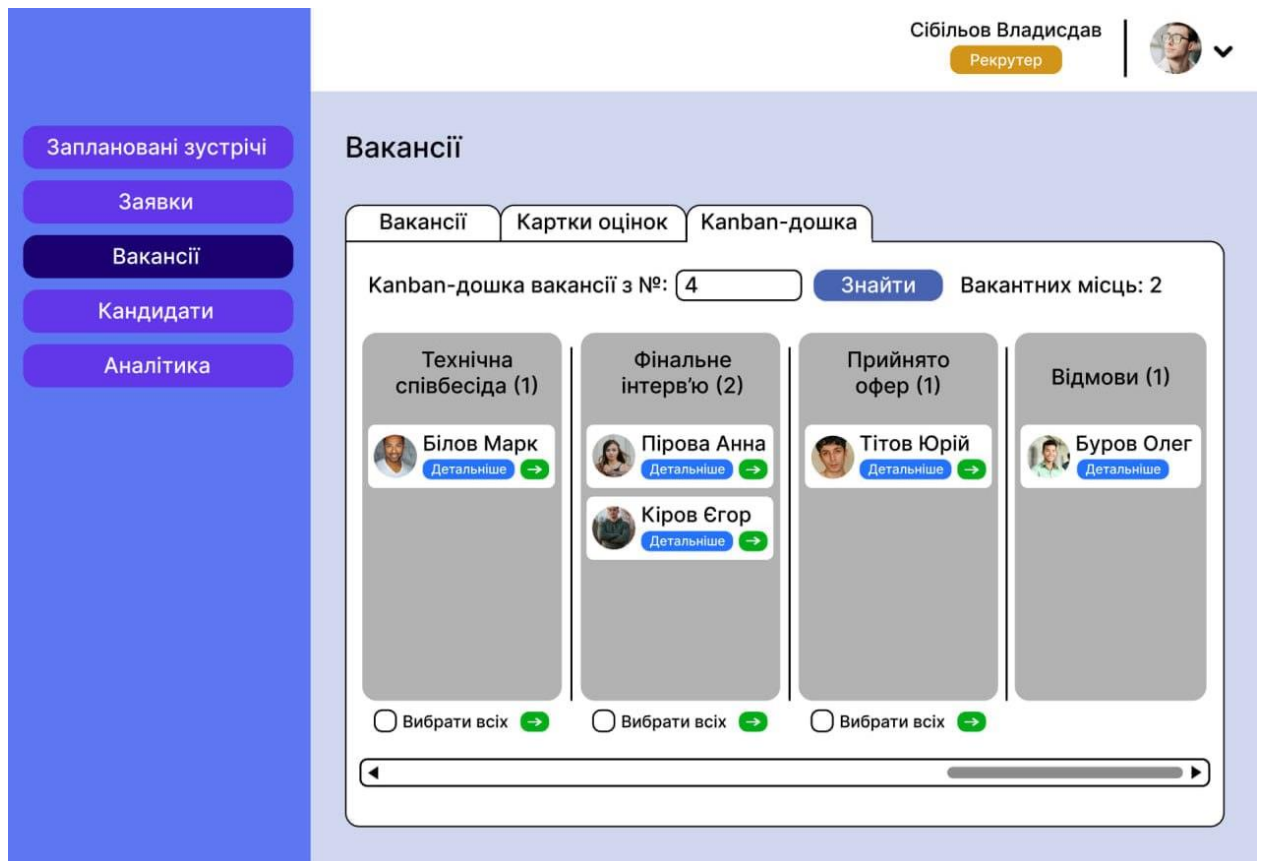 Сібільов Владисдав
Рекрутер
Заплановані зустрічі
Заявки
Вакансії
Кандидати
Аналітика
Вакансії
Вакансії Картки оцінок Kanban-дошка
Kanban-дошка вакансії з №: 4 Знайти Вакантних місць: 2
Технічна
співбесіда (1)
Білов Марк
Детальніше
Вибрати всіх
Фінальне
інтерв'ю (2)
Пірова Анна
Детальніше
Кіров Єгор
Детальніше
Вибрати всіх
Прийнято
офер (1)
Тітов Юрій
Детальніше
Вибрати всіх
Відмови (1)
Буров Олег
Детальніше